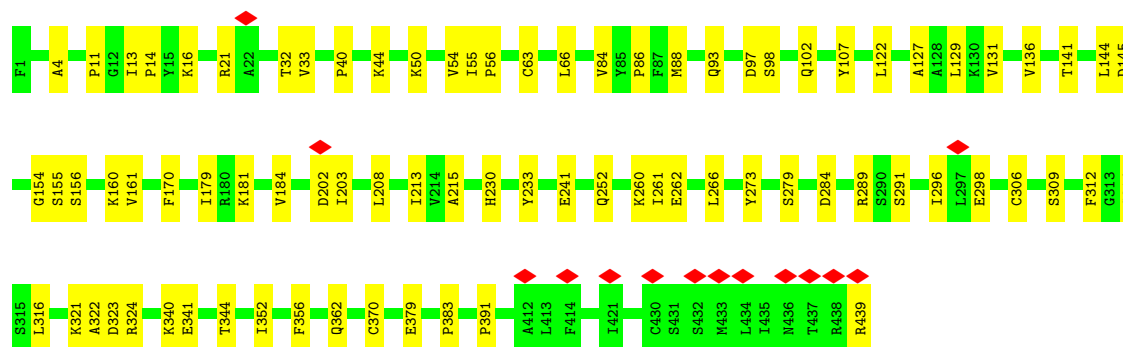 F1 A4 P11 G12 I13 P14 Y15 K16 R21 A22 T32 V33 P40 K44 K50 V54 I55 P56 C63 L66 V84 Y85 P86 F87 M88 Q93 D97 S98 Q102 Y107 L122 A127 A128 L129 K130 V131 V136 T141 L144 D145
G154 S155 S156 K160 V161 F170 I179 R180 K181 V184 D202 I203 L208 I213 V214 A215 H230 Y233 E241 Q252 K260 I261 E262 L266 Y273 S279 D284 R289 S290 S291 I296 L297 E298 C306 S309 F312 G313
S315 L316 K321 A322 D323 R324 K340 E341 T344 I352 F356 Q362 C370 E379 P383 P391 A412 L413 F414 I421 C430 S431 S432 M433 L434 I435 N436 T437 R438 R439